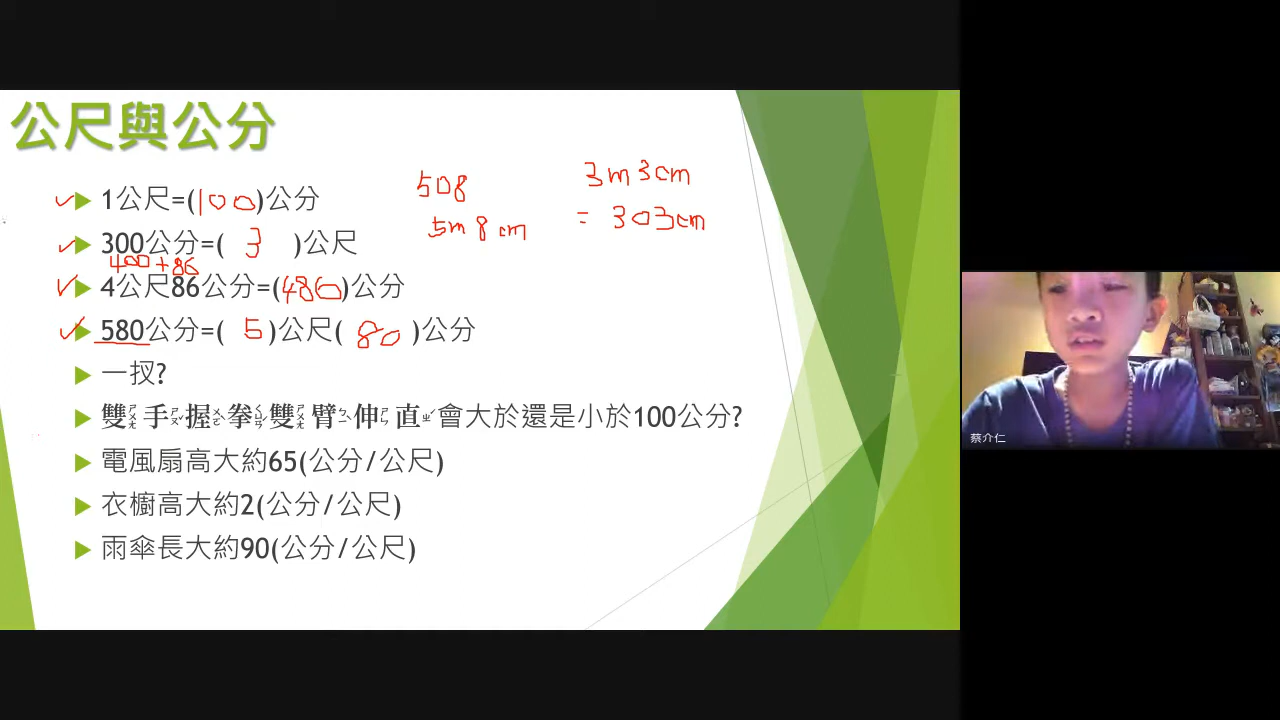 公尺與公分
1公尺=(100)公分
300公分=( 3 )公尺
400+86
4公尺86公分=(486)公分
580公分=( 5 )公尺( 80 )公分
一扠?
雙手握拳雙臂伸直會大於還是小於100公分?
電風扇高大約65(公分/公尺)
衣櫥高大約2(公分/公尺)
雨傘長大約90(公分/公尺)
508
5m 8cm
3m3cm
= 303cm
蔡介仁